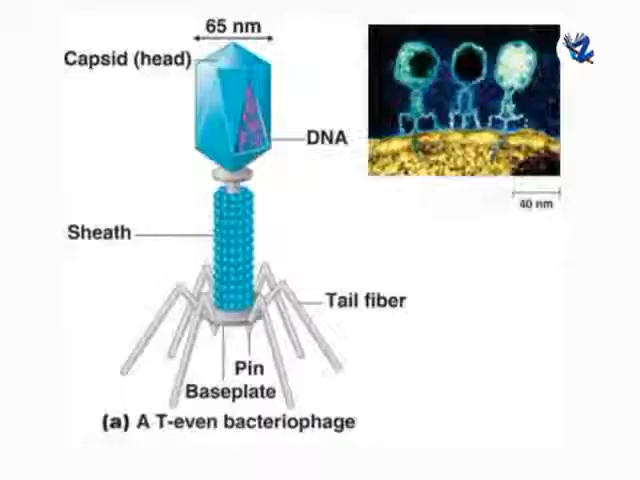 65 nm
Capsid (head)
DNA
40 nm
Sheath
Tail fiber
Pin
Baseplate
(a) A T-even bacteriophage